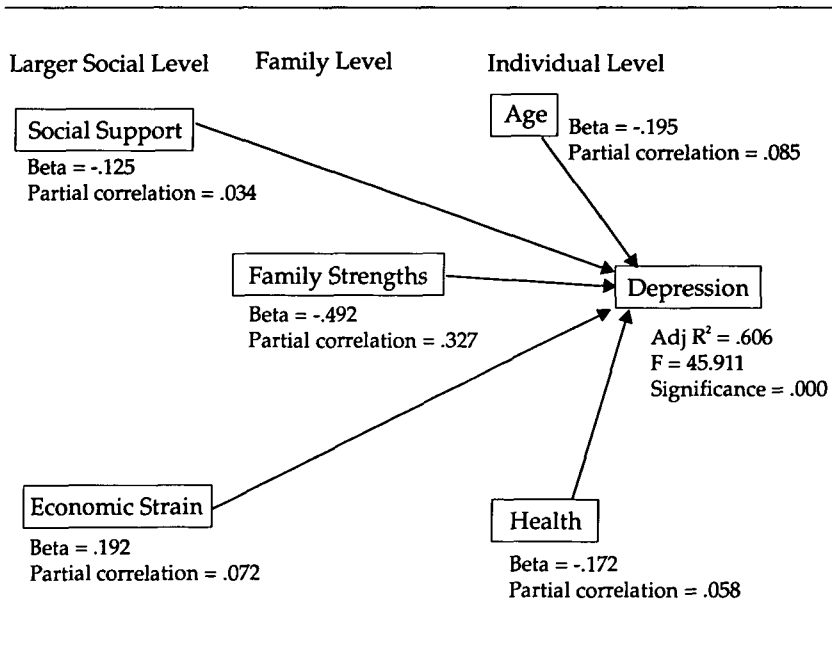 Larger Social Level
Family Level
Individual Level
Social Support
Beta = -.125
Partial correlation = .034
Age
Beta = -.195
Partial correlation = .085
Family Strengths
Beta = -.492
Partial correlation = .327
Depression
Adj R² = .606
F = 45.911
Significance = .000
Economic Strain
Beta = .192
Partial correlation = .072
Health
Beta = -.172
Partial correlation = .058